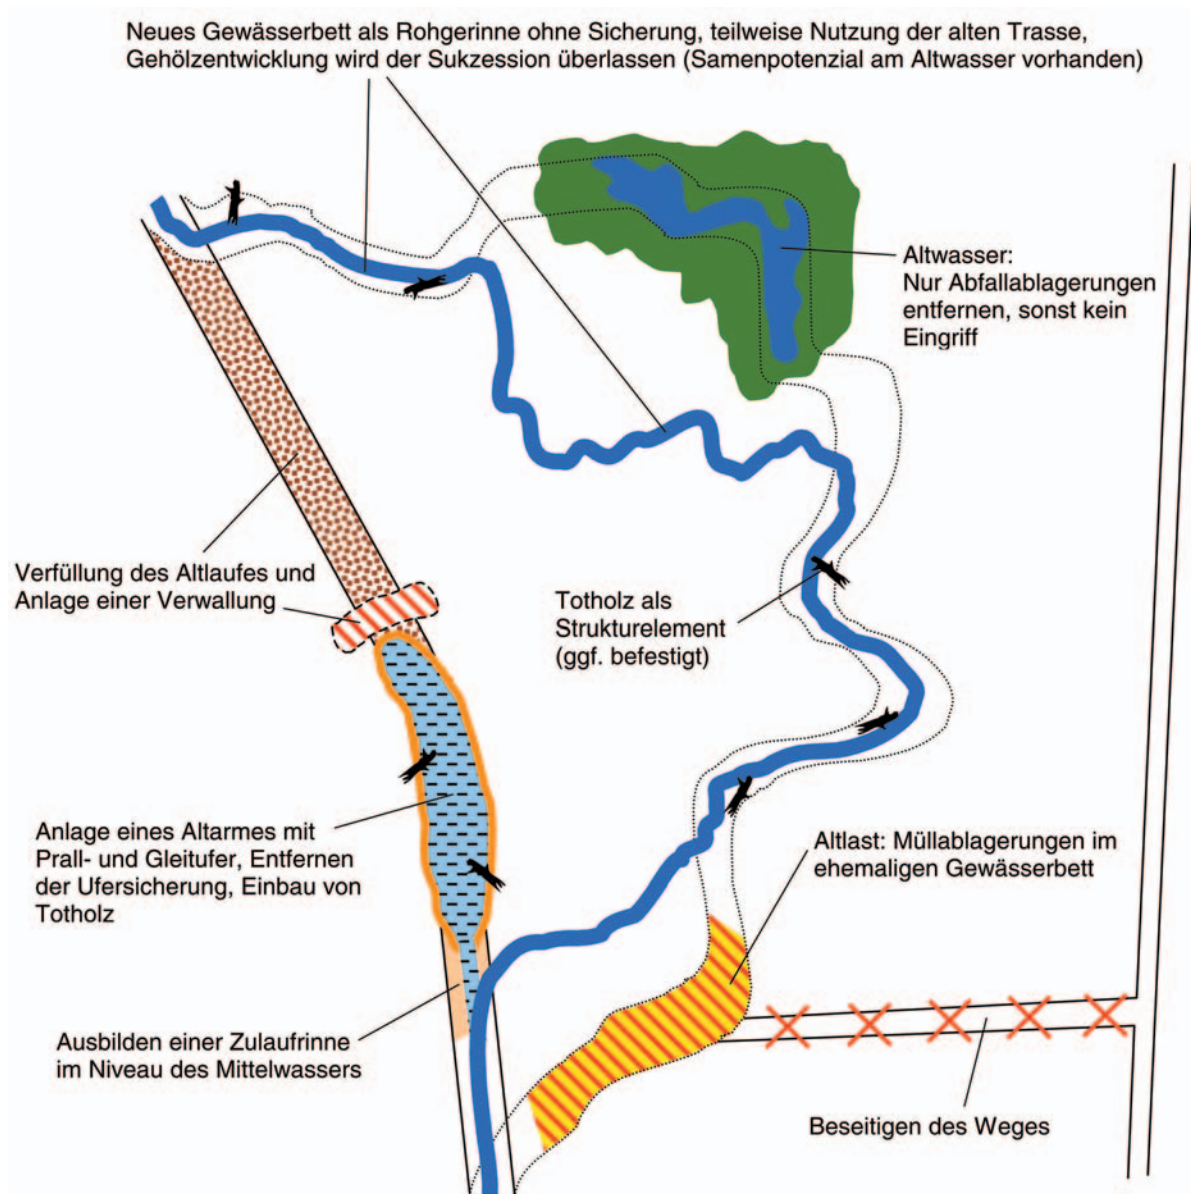 Neues Gewässerbett als Rohgerinne ohne Sicherung, teilweise Nutzung der alten Trasse,
Gehölzentwicklung wird der Sukzession überlassen (Samenpotenzial am Altwasser vorhanden)
Altwasser:
Nur Abfallablagerungen
entfernen, sonst kein
Eingriff
Verfüllung des Altlaufes und
Anlage einer Verwallung
Totholz als
Strukturelement
(ggf. befestigt)
Anlage eines Altarmes mit
Prall- und Gleitufer, Entfernen
der Ufersicherung, Einbau von
Totholz
Altlast: Müllablagerungen im
ehemaligen Gewässerbett
Ausbilden einer Zulaufrinne
im Niveau des Mittelwassers
Beseitigen des Weges